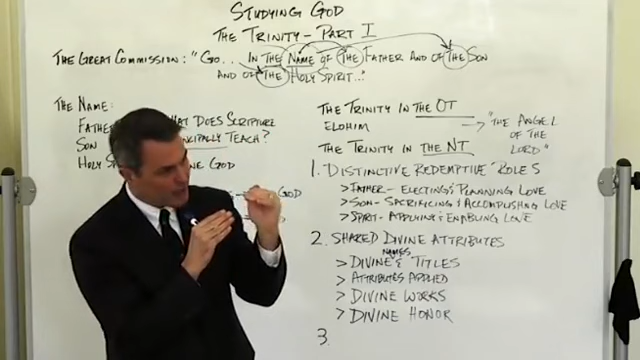 STUDYING GOD
THE TRINITY - PART I
THE GREAT COMMISSION: "GO... IN THE NAME OF THE FATHER AND OF THE SON
AND OF THE HOLY SPIRIT..."
THE NAME:
FATHER
WHAT DOES SCRIPTURE
SON
PRINCIPALLY TEACH?
HOLY
GOD
GOD
THE TRINITY IN THE OT
ELOHIM
"THE ANGEL
OF THE
LORD"
THE TRINITY IN THE NT
1. DISTINCTIVE REDEMPTIVE ROLES
> FATHER - ELECTING & PLANNING LOVE
> SON - SACRIFICING & ACCOMPLISHING LOVE
> SPIRIT - APPLYING & ENABLING LOVE
2. SHARED DIVINE ATTRIBUTES
NAMES
> DIVINE & TITLES
> ATTRIBUTES APPLIED
> DIVINE WORKS
> DIVINE HONOR
3.